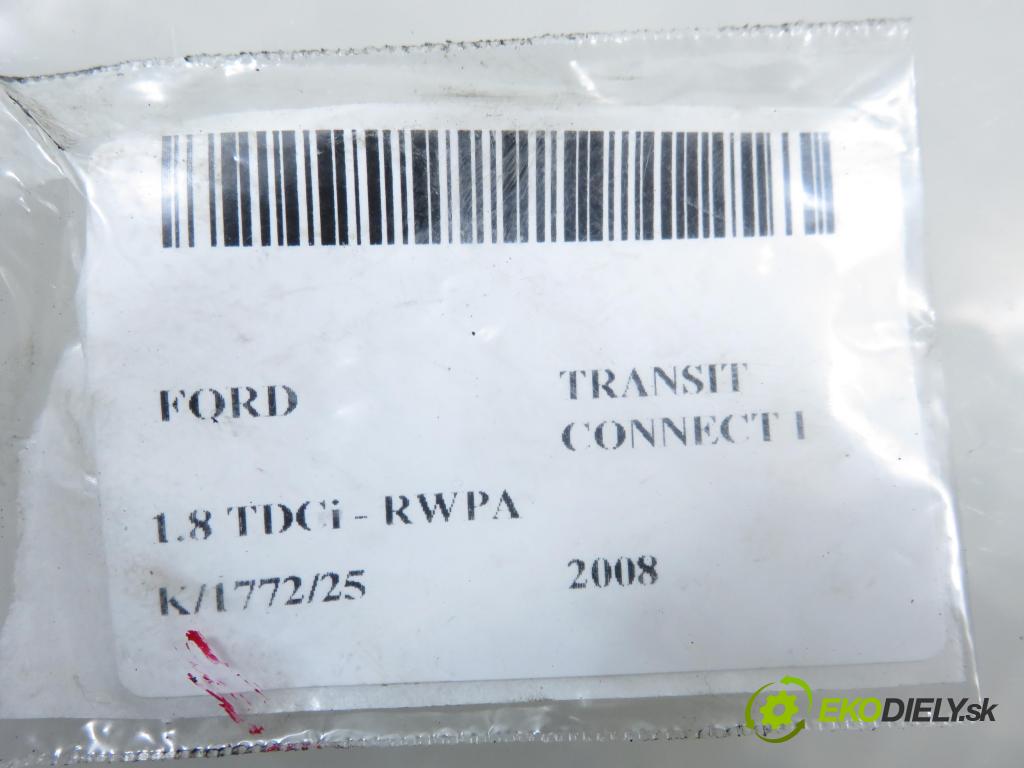 FORD
TRANSIT
CONNECT I
1.8 TDCi - RWPA
K/1772/25
2008
EKODIELY.sk